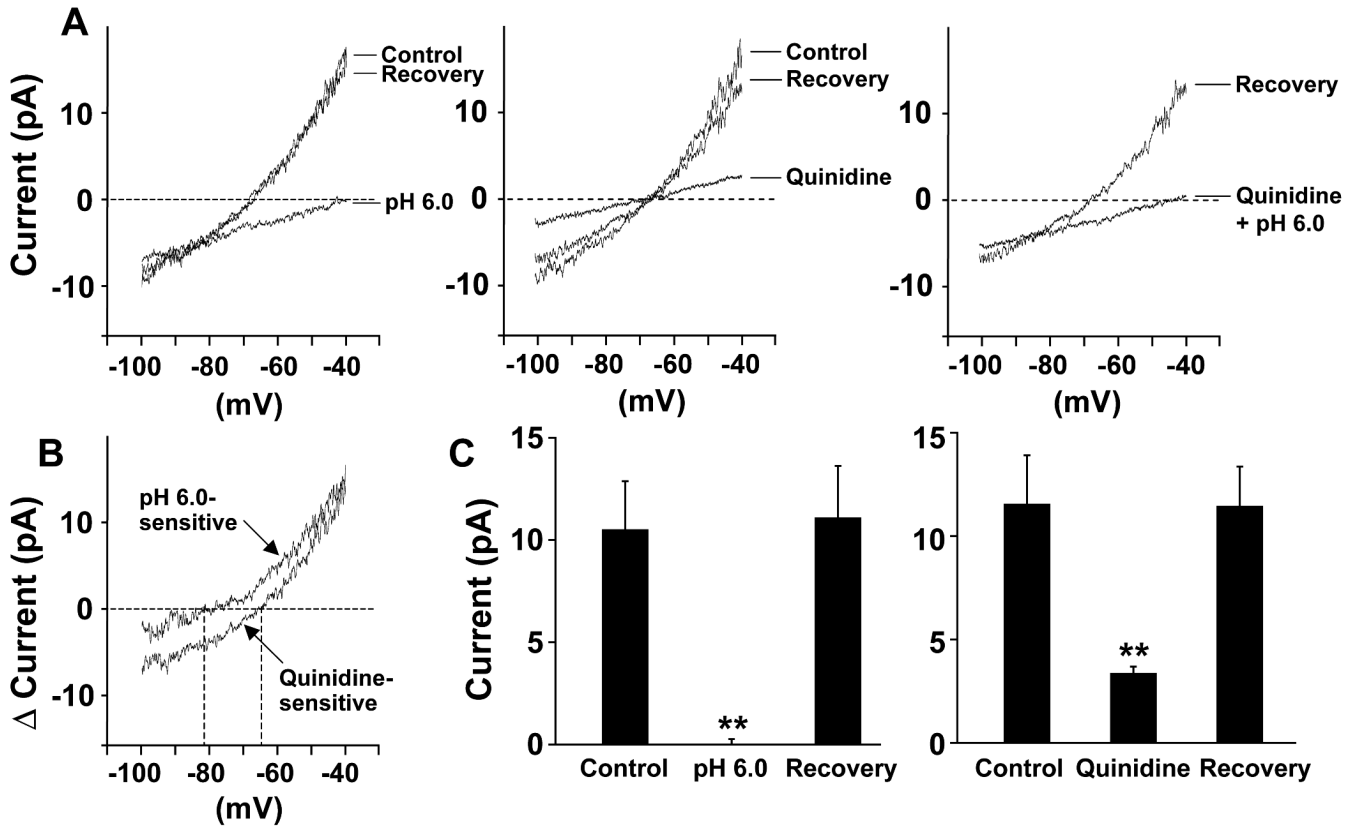 A
Current (pA)
10
0
-10
-100 -80 -60 -40
(mV)
Control
Recovery
pH 6.0
10
0
-10
-100 -80 -60 -40
(mV)
Control
Recovery
Quinidine
10
0
-10
-100 -80 -60 -40
(mV)
Recovery
Quinidine
+ pH 6.0
B
Δ Current (pA)
10
0
-10
-100 -80 -60 -40
(mV)
pH 6.0-
sensitive
Quinidine-
sensitive
C
Current (pA)
15
10
5
0
**
Control pH 6.0 Recovery
15
10
5
0
**
Control Quinidine Recovery